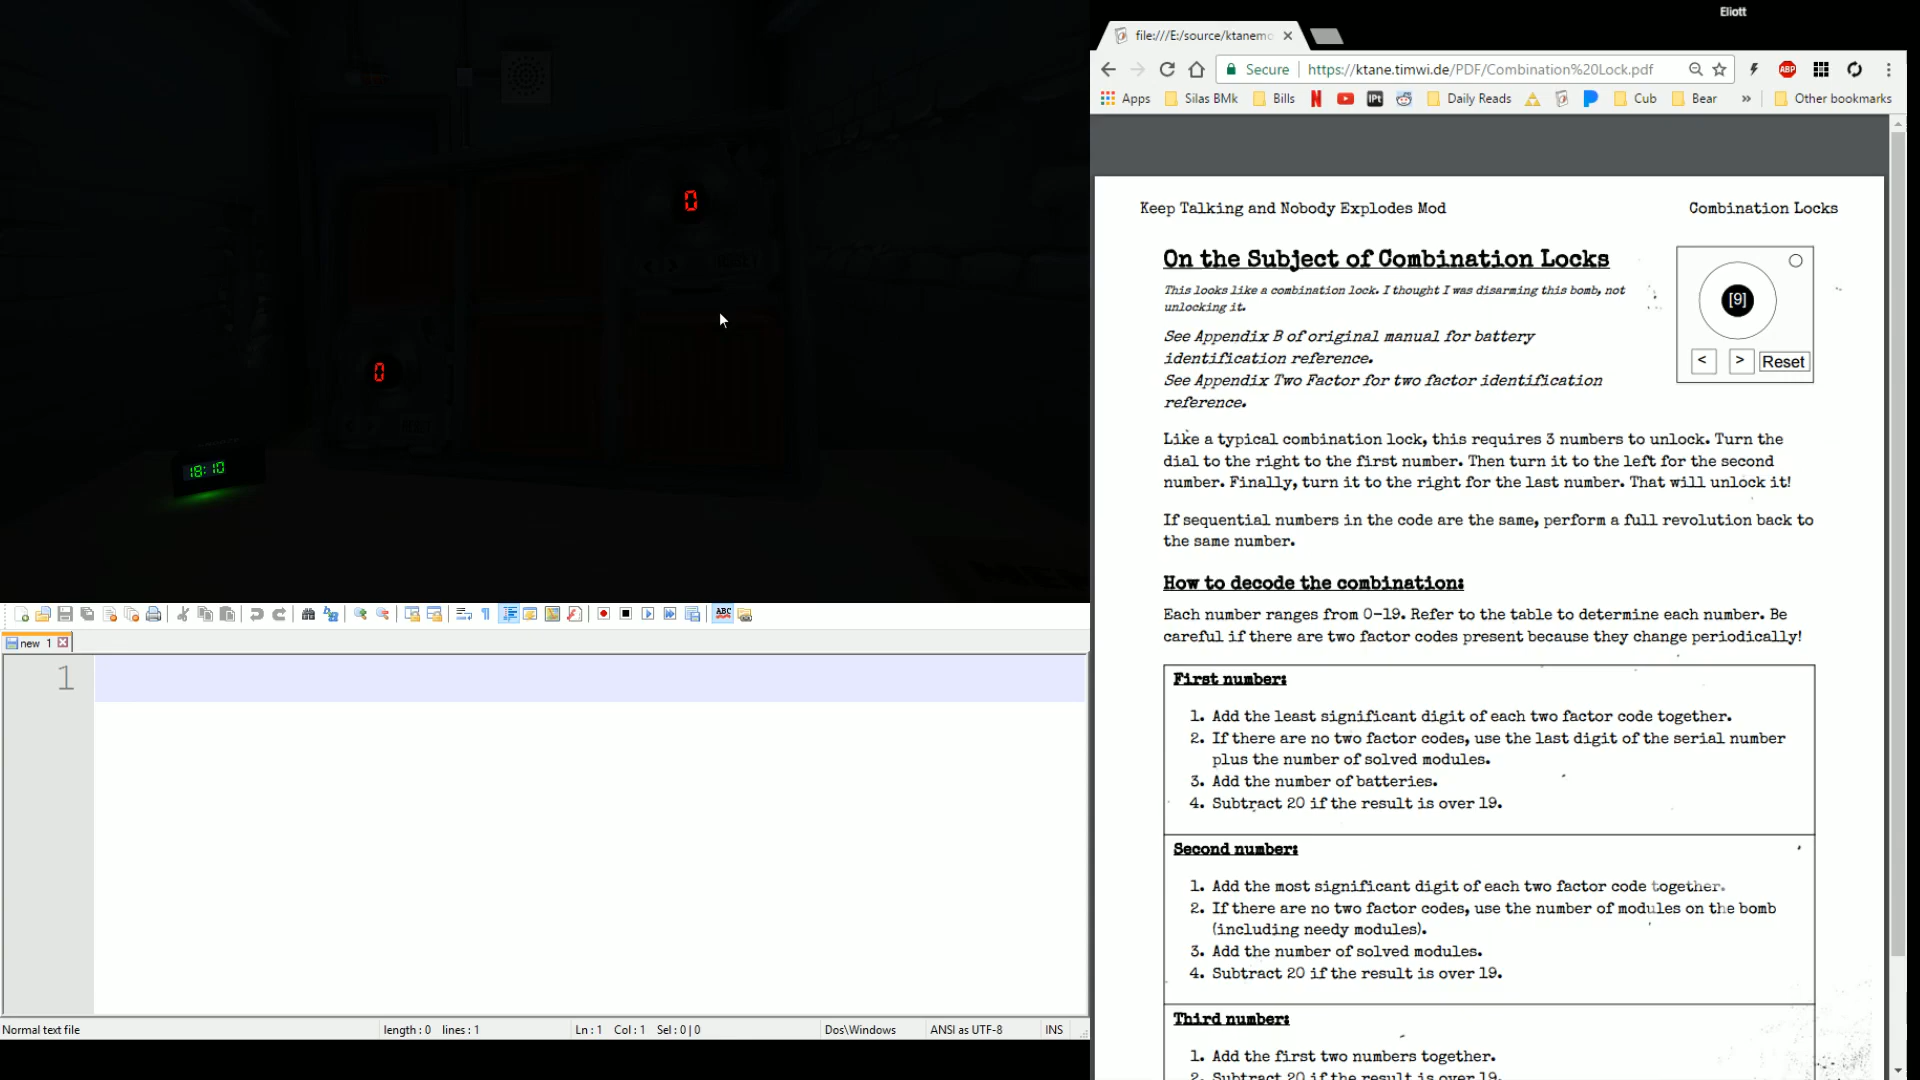 Eliott
file:///E:/source/ktanemo
Secure
https://ktane.timwi.de/PDF/Combination%20Lock.pdf
ABP
Apps
Silas BMk
Bills
IPt
Daily Reads
Cub
Bear
»
Other bookmarks
0
0
18:10
Keep Talking and Nobody Explodes Mod
Combination Locks
On the Subject of Combination Locks
This looks like a combination lock. I thought I was disarming this bomb, not
unlocking it.
See Appendix B of original manual for battery
identification reference.
See Appendix Two Factor for two factor identification
reference.
[9]
<
>
Reset
Like a typical combination lock, this requires 3 numbers to unlock. Turn the
dial to the right to the first number. Then turn it to the left for the second
number. Finally, turn it to the right for the last number. That will unlock it!
If sequential numbers in the code are the same, perform a full revolution back to
the same number.
How to decode the combination:
Each number ranges from 0-19. Refer to the table to determine each number. Be
careful if there are two factor codes present because they change periodically!
First number:
1. Add the least significant digit of each two factor code together.
2. If there are no two factor codes, use the last digit of the serial number
plus the number of solved modules.
3. Add the number of batteries.
4. Subtract 20 if the result is over 19.
Second number:
1. Add the most significant digit of each two factor code together.
2. If there are no two factor codes, use the number of modules on the bomb
(including needy modules).
3. Add the number of solved modules.
4. Subtract 20 if the result is over 19.
Third number:
1. Add the first two numbers together.
2. Subtract 20 if the result is over 19.
ABC
new 1
1
Normal text file
length : 0 lines : 1
Ln : 1 Col : 1 Sel : 0 | 0
Dos\Windows
ANSI as UTF-8
INS